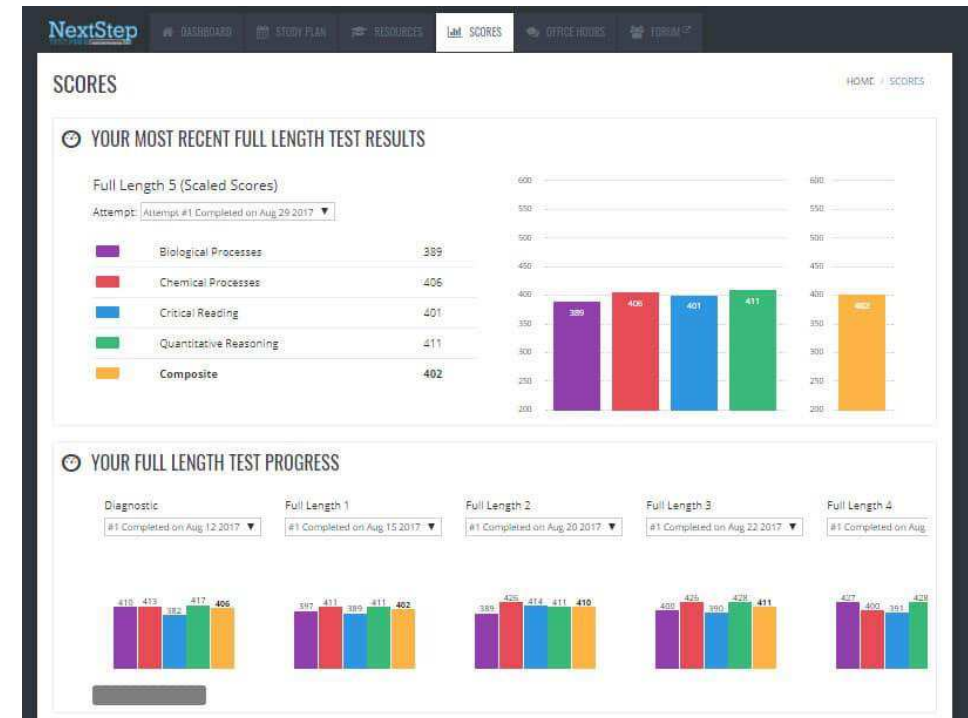 NextStep
DASHBOARD STUDY PLAN RESOURCES SCORES OFFICE HOURS FORUM
SCORES
HOME / SCORES
YOUR MOST RECENT FULL LENGTH TEST RESULTS
Full Length 5 (Scaled Scores)
Attempt: Attempt #1 Completed on Aug 29 2017
Biological Processes 389
Chemical Processes 406
Critical Reading 401
Quantitative Reasoning 411
Composite 402
600 600
550 550
500 500
450
400 400
350 350
300 300
250 250
200 200
389 406 401 411 402
YOUR FULL LENGTH TEST PROGRESS
Diagnostic Full Length 1 Full Length 2 Full Length 3 Full Length 4
#1 Completed on Aug 12 2017 #1 Completed on Aug 15 2017 #1 Completed on Aug 20 2017 #1 Completed on Aug 22 2017 #1 Completed on Aug
410 413 382 417 406 397 411 389 411 402 389 426 414 411 410 400 426 390 428 411 427 400 391 428